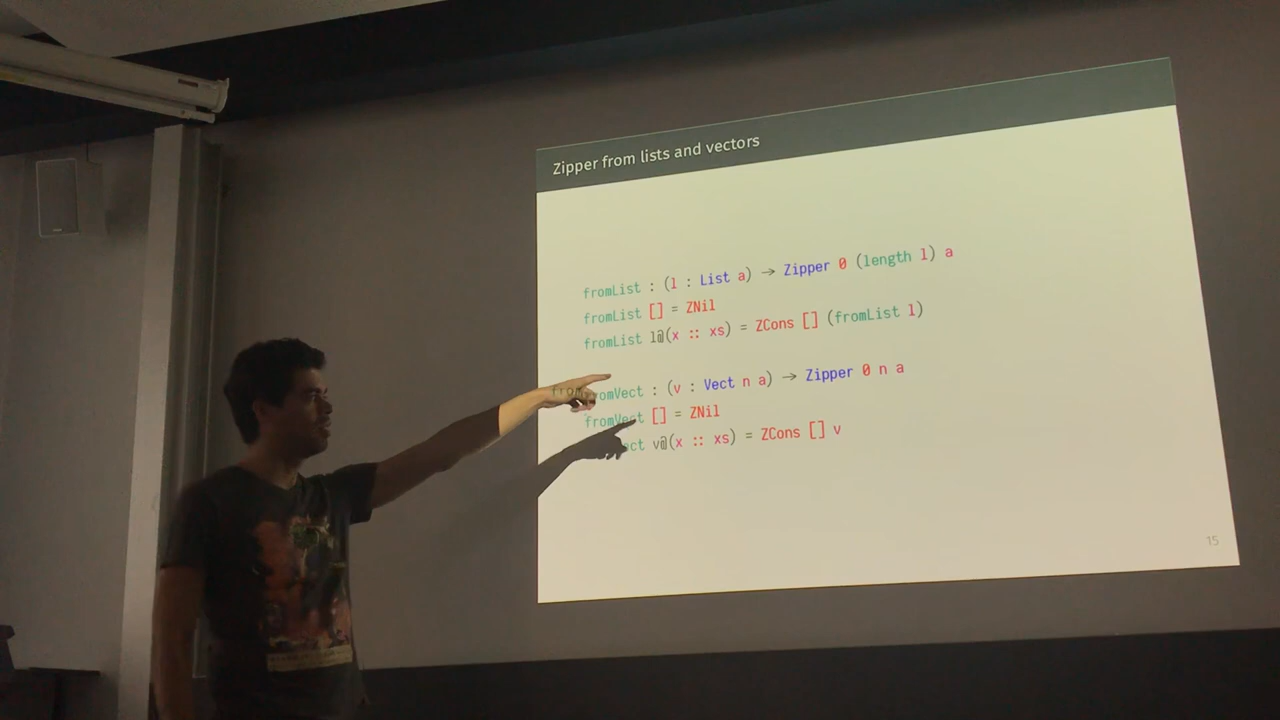 Zipper from lists and vectors
fromList : (l : List a) → Zipper 0 (length l) a
fromList [] = ZNil
fromList l@(x :: xs) = ZCons [] (fromList l)
fromVect : (v : Vect n a) → Zipper 0 n a
fromVect [] = ZNil
v@(x :: xs) = ZCons [] v
15